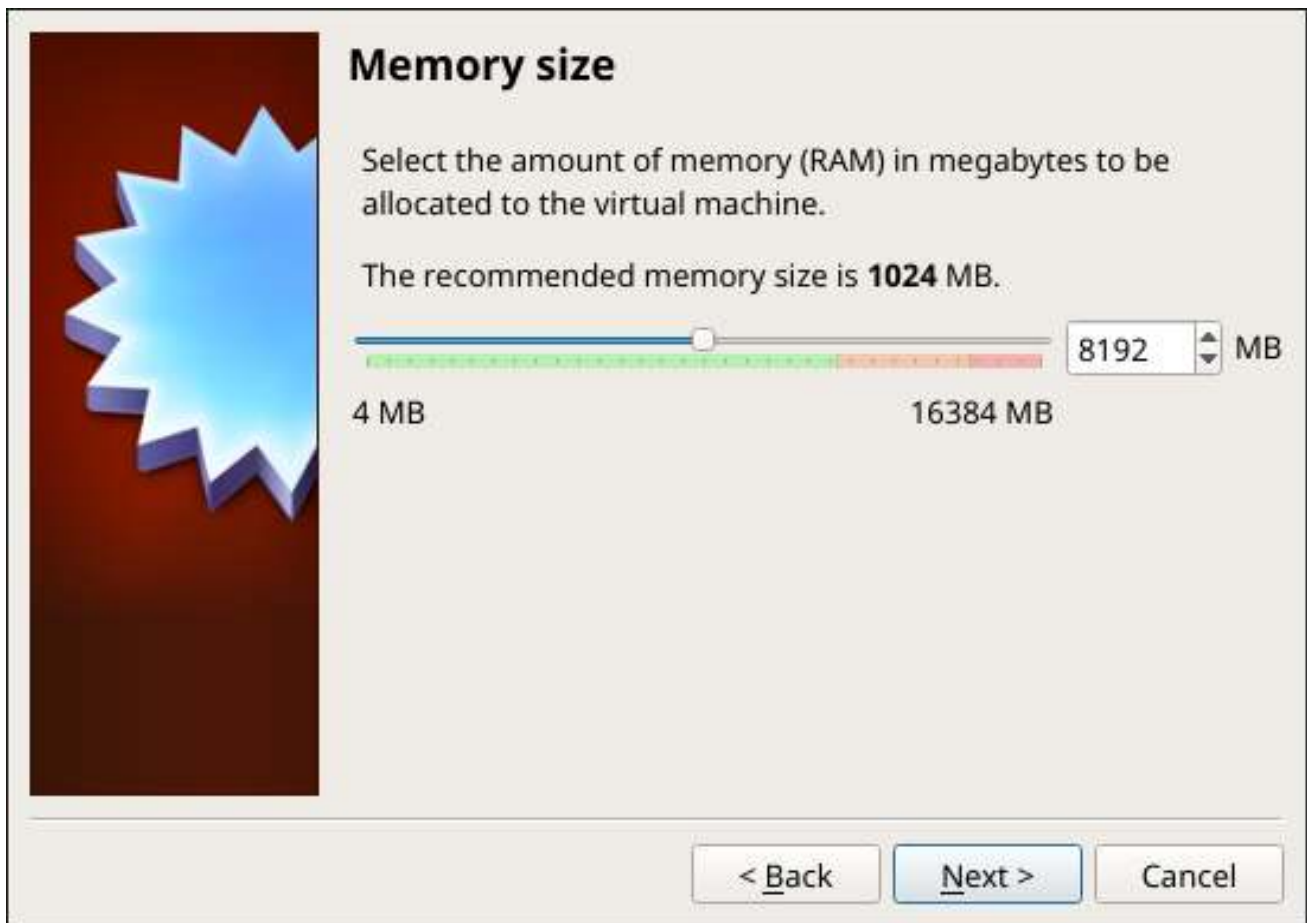 Memory size
Select the amount of memory (RAM) in megabytes to be
allocated to the virtual machine.
The recommended memory size is 1024 MB.
8192 MB
4 MB 16384 MB
< Back Next > Cancel